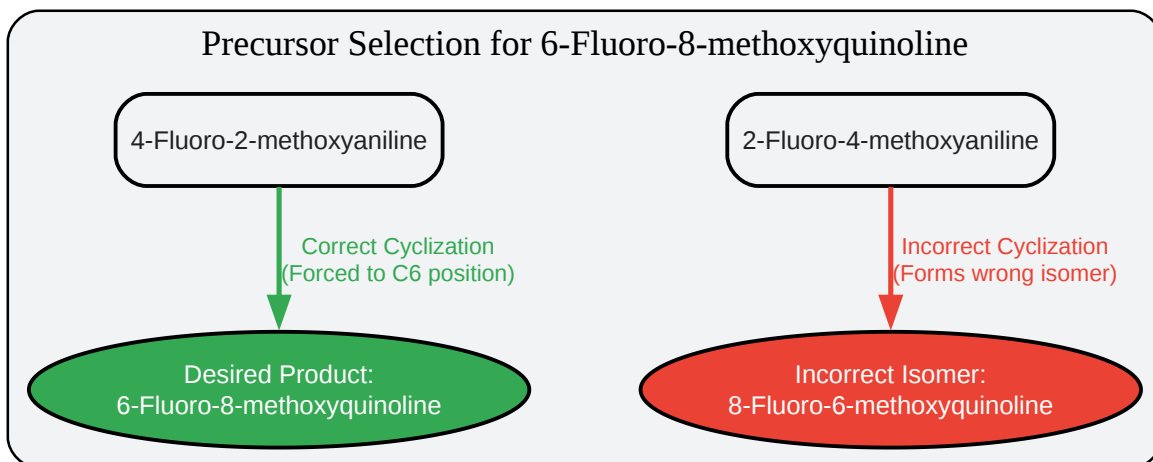 Precursor Selection for 6-Fluoro-8-methoxyquinoline
4-Fluoro-2-methoxyaniline
2-Fluoro-4-methoxyaniline
Correct Cyclization
(Forced to C6 position)
Incorrect Cyclization
(Forms wrong isomer)
Desired Product:
6-Fluoro-8-methoxyquinoline
Incorrect Isomer:
8-Fluoro-6-methoxyquinoline